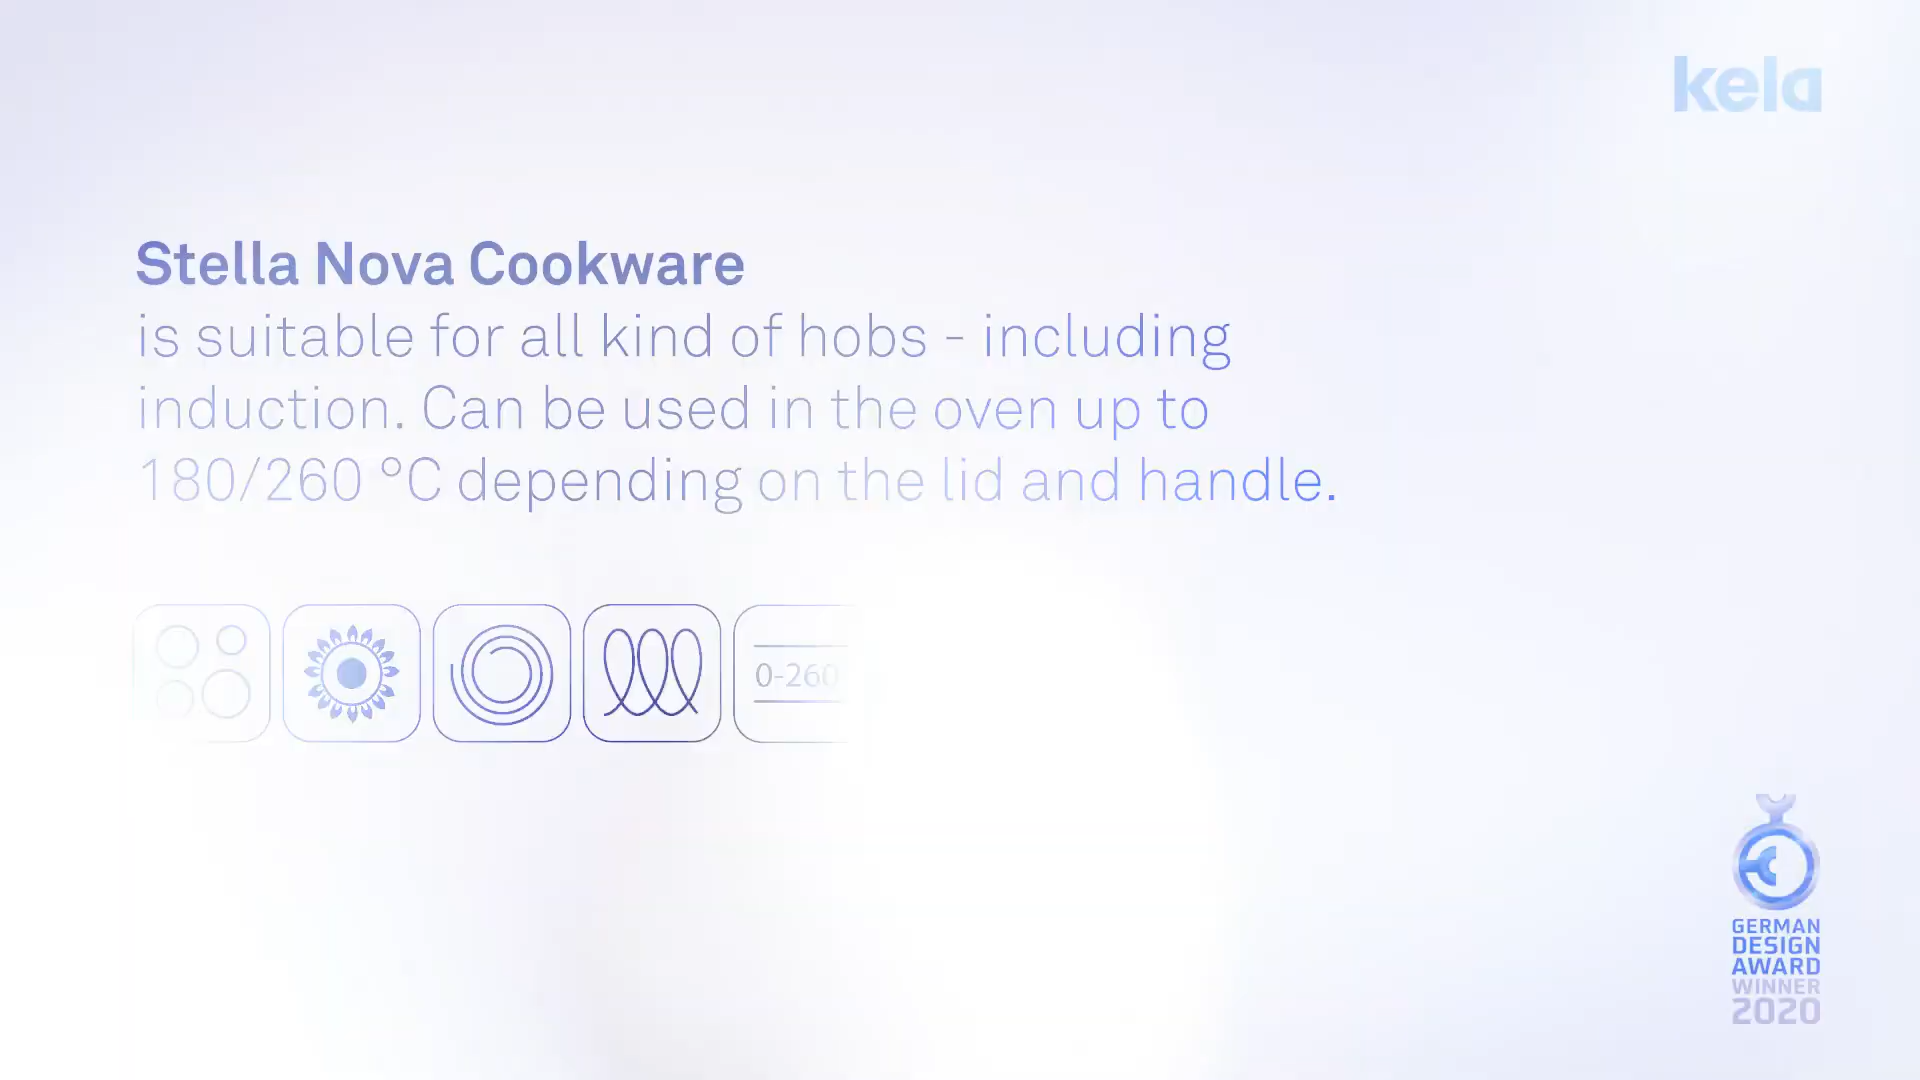 kela
Stella Nova Cookware
is suitable for all kind of hobs - including
induction. Can be used in the oven up to
180/260 °C depending on the lid and handle.
0-260
GERMAN
DESIGN
AWARD
WINNER
2020